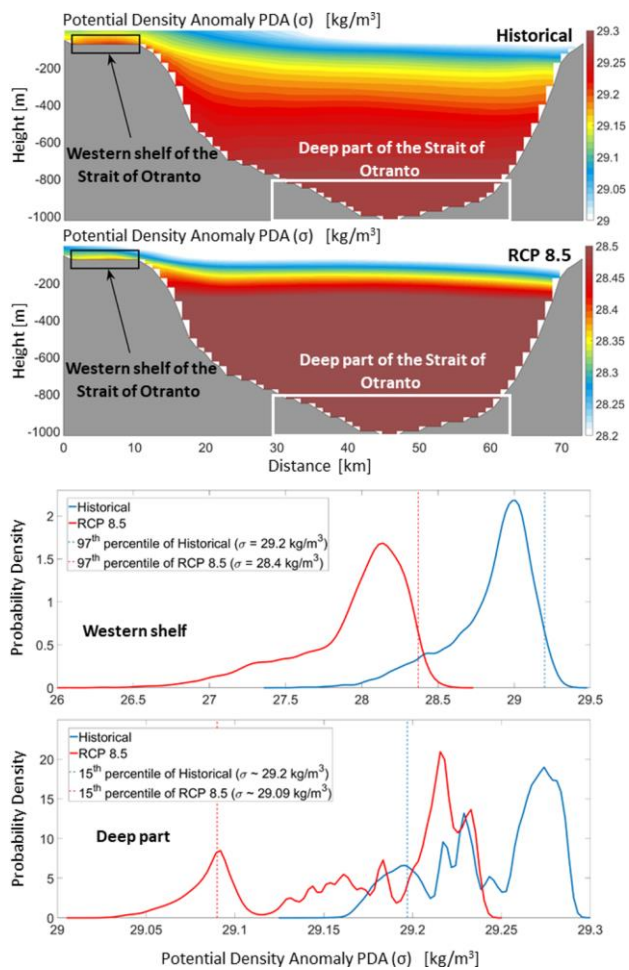 Potential Density Anomaly PDA (σ)   [kg/m³]
Historical
Height [m]
-200
-400
-600
-800
-1000
Western shelf of the
Strait of Otranto
Deep part of the Strait of
Otranto
29.3
29.25
29.2
29.15
29.1
29.05
29
Potential Density Anomaly PDA (σ)   [kg/m³]
RCP 8.5
Height [m]
-200
-400
-600
-800
-1000
Western shelf of the
Strait of Otranto
Deep part of the Strait of
Otranto
28.5
28.45
28.4
28.35
28.3
28.25
28.2
0 10 20 30 40 50 60 70
Distance [km]
Probability Density
2
1.5
1
0.5
0
Historical
RCP 8.5
97th percentile of Historical (σ = 29.2 kg/m³)
97th percentile of RCP 8.5 (σ = 28.4 kg/m³)
Western shelf
26 26.5 27 27.5 28 28.5 29 29.5
Probability Density
20
15
10
5
0
Historical
RCP 8.5
15th percentile of Historical (σ ~ 29.2 kg/m³)
15th percentile of RCP 8.5 (σ ~ 29.09 kg/m³)
Deep part
29 29.05 29.1 29.15 29.2 29.25 29.3
Potential Density Anomaly PDA (σ)   [kg/m³]